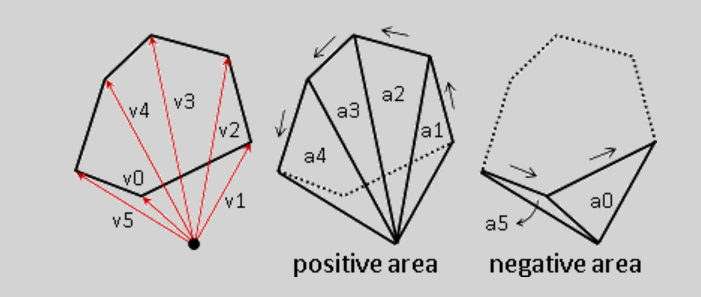 v4
v3
v2
v0
v5
v1
a3
a2
a1
a4
positive area
a5
a0
negative area